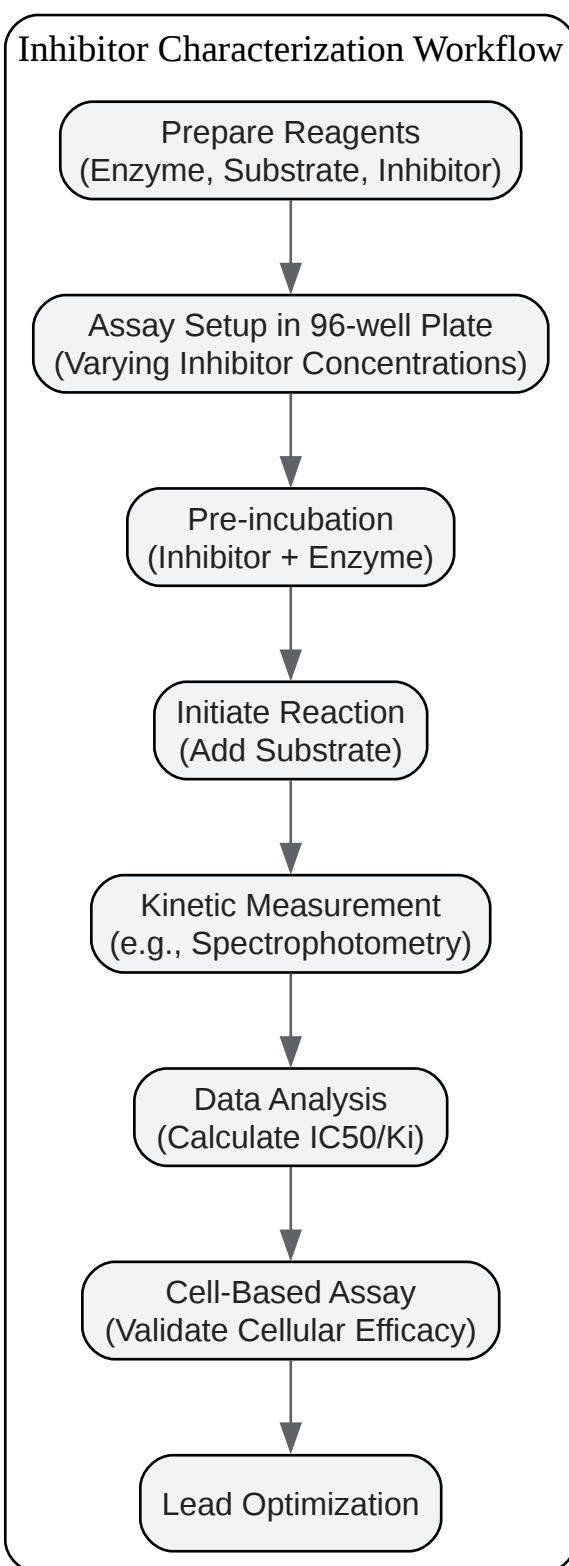 Inhibitor Characterization Workflow
Prepare Reagents
(Enzyme, Substrate, Inhibitor)
Assay Setup in 96-well Plate
(Varying Inhibitor Concentrations)
Pre-incubation
(Inhibitor + Enzyme)
Initiate Reaction
(Add Substrate)
Kinetic Measurement
(e.g., Spectrophotometry)
Data Analysis
(Calculate IC50/Ki)
Cell-Based Assay
(Validate Cellular Efficacy)
Lead Optimization